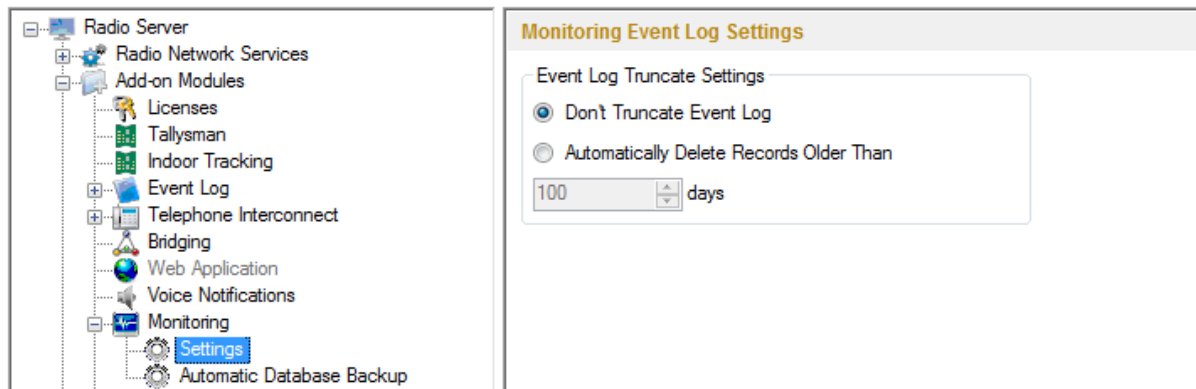 Radio Server
Radio Network Services
Add-on Modules
Licenses
Tallysman
Indoor Tracking
Event Log
Telephone Interconnect
Bridging
Web Application
Voice Notifications
Monitoring
Settings
Automatic Database Backup
Monitoring Event Log Settings
Event Log Truncate Settings
Don't Truncate Event Log
Automatically Delete Records Older Than
100 days